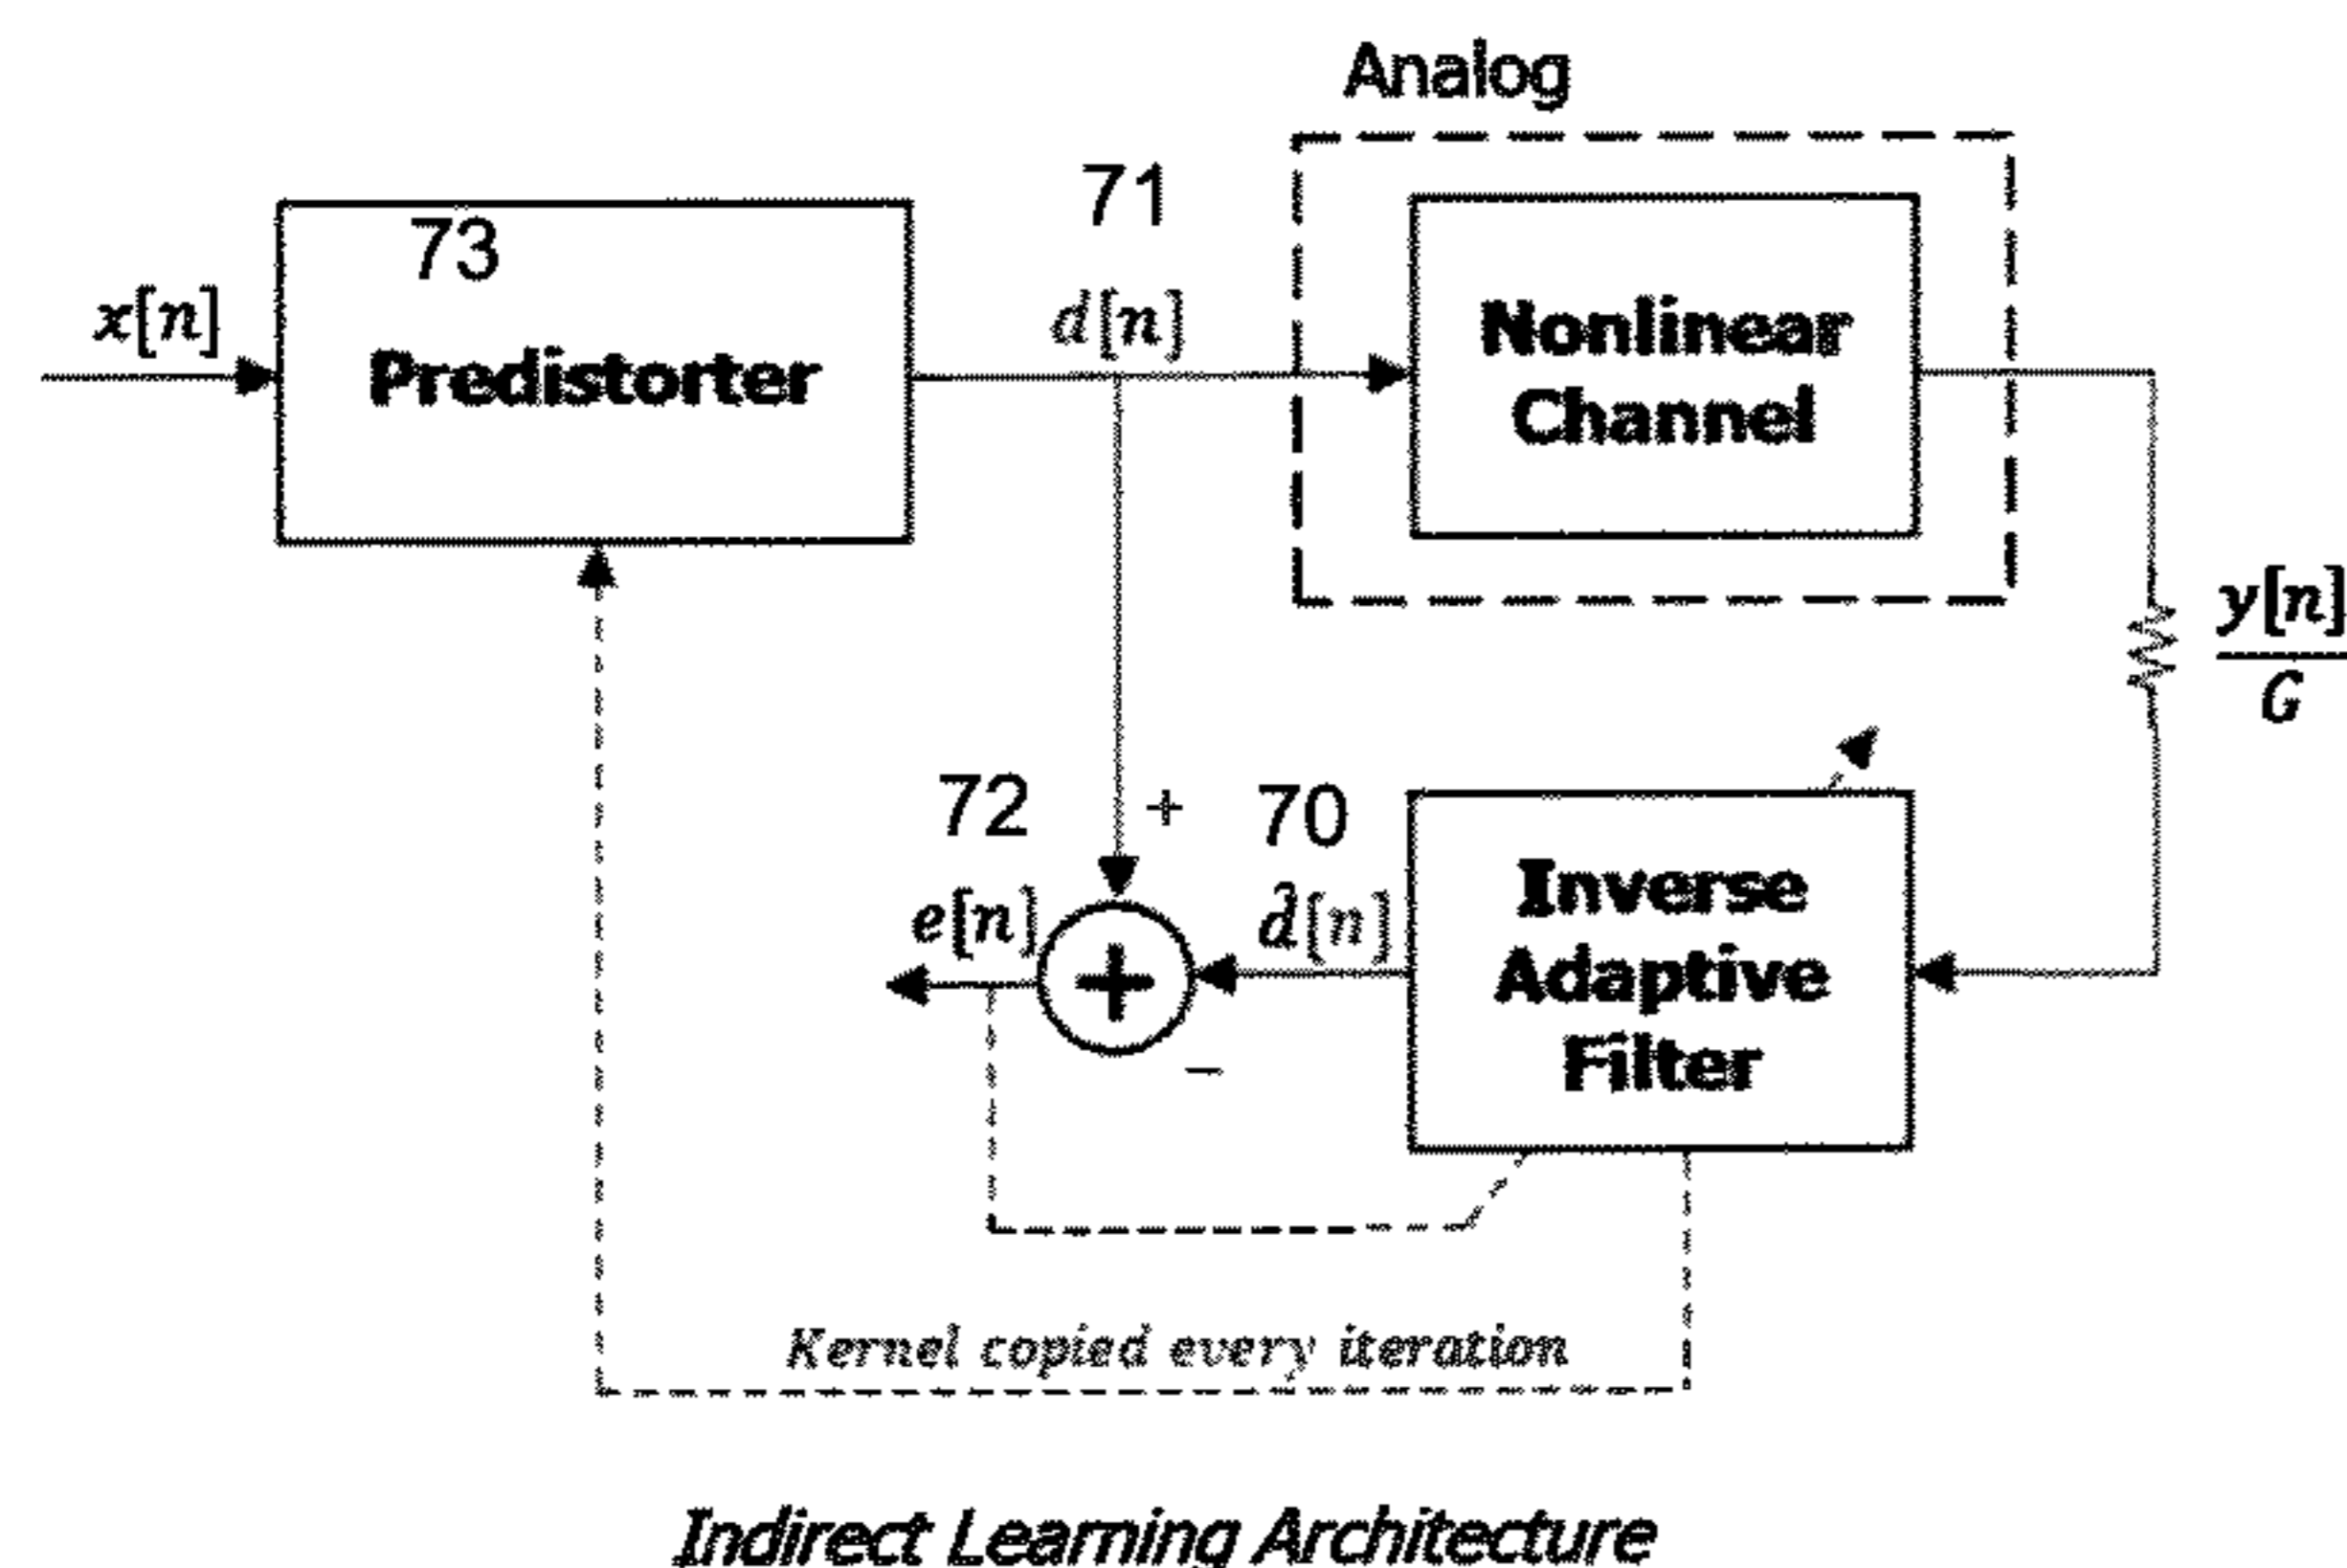 Analog
71
73
x[n]
d[n]
Predistorter
Nonlinear
Channel
y[n]
G
72
+
70
e[n]
+
d̂[n]
−
Inverse
Adaptive
Filter
Kernel copied every iteration
Indirect Learning Architecture